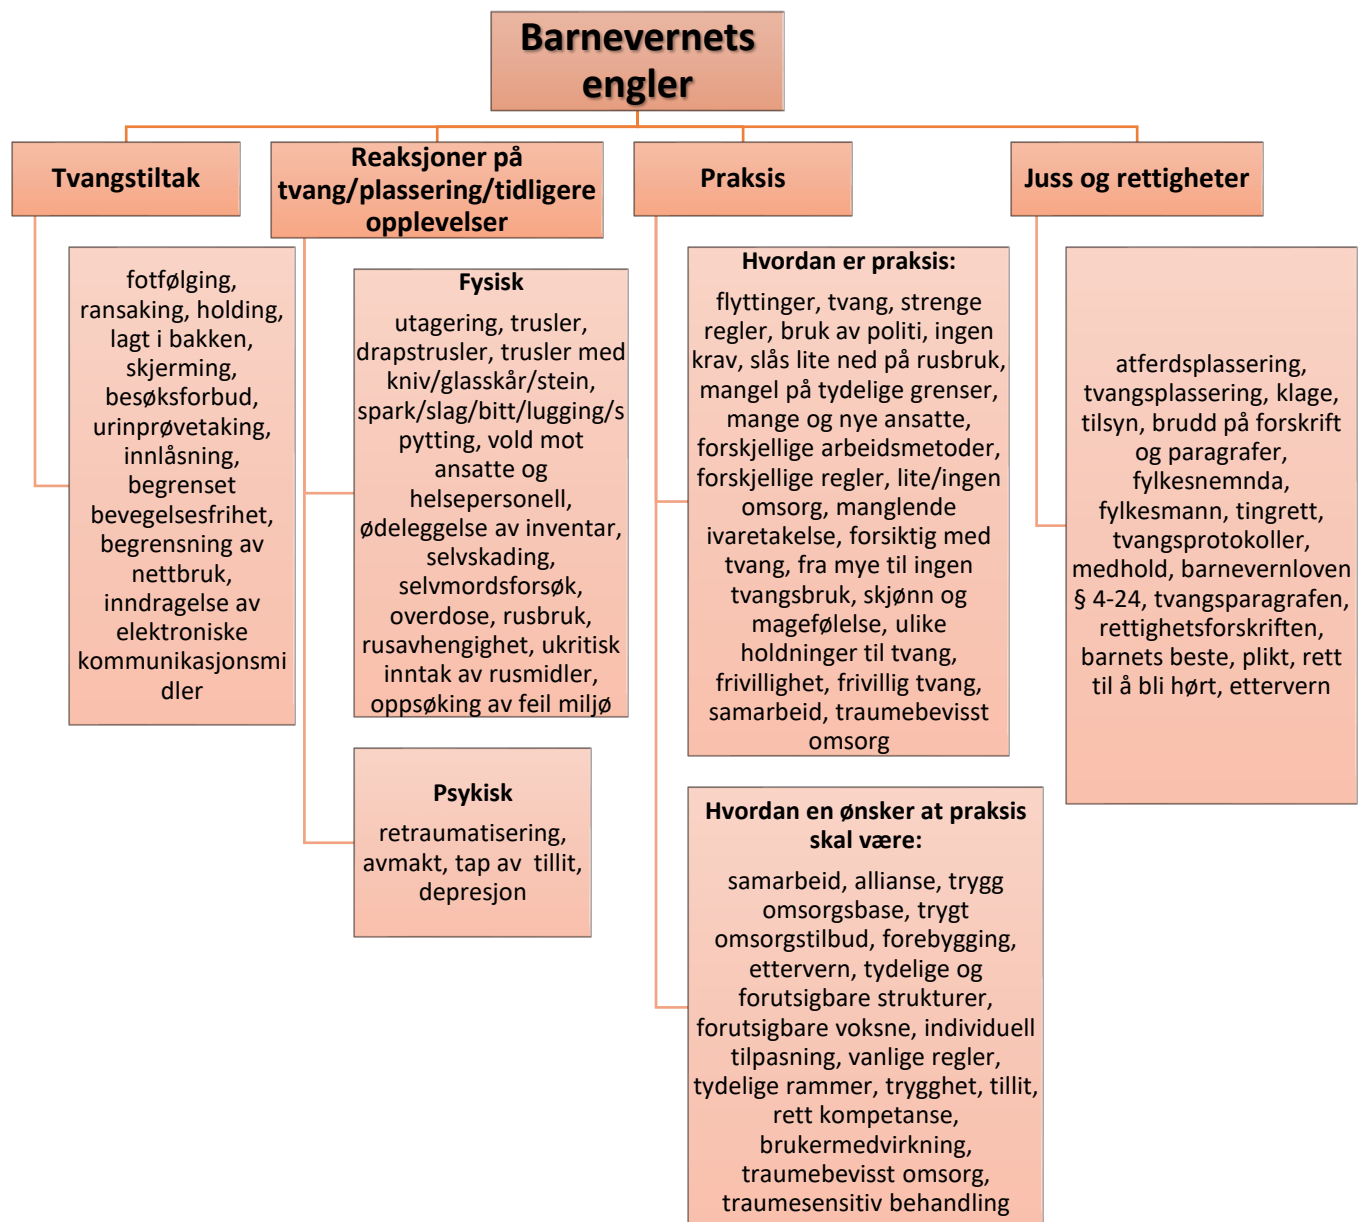 Barnevernets
engler
Tvangstiltak
fotfølging,
ransaking, holding,
lagt i bakken,
skjerming,
besøksforbud,
urinprøvetaking,
innlåsning,
begrenset
bevegelsesfrihet,
begrensning av
nettbruk,
inndragelse av
elektroniske
kommunikasjonsmi
dler
Reaksjoner på
tvang/plassering/tidligere
opplevelser
Fysisk
utagering, trusler,
drapstrusler, trusler med
kniv/glasskår/stein,
spark/slag/bitt/lugging/s
pytting, vold mot
ansatte og
helsepersonell,
ødeleggelse av inventar,
selvskading,
selvmordsforsøk,
overdose, rusbruk,
rusavhengighet, ukritisk
inntak av rusmidler,
oppsøking av feil miljø
Psykisk
retraumatisering,
avmakt, tap av tillit,
depresjon
Praksis
Hvordan er praksis:
flyttinger, tvang, strenge
regler, bruk av politi, ingen
krav, slås lite ned på rusbruk,
mangel på tydelige grenser,
mange og nye ansatte,
forskjellige arbeidsmetoder,
forskjellige regler, lite/ingen
omsorg, manglende
ivaretakelse, forsiktig med
tvang, fra mye til ingen
tvangsbruk, skjønn og
magefølelse, ulike
holdninger til tvang,
frivillighet, frivillig tvang,
samarbeid, traumebevisst
omsorg
Hvordan en ønsker at praksis
skal være:
samarbeid, allianse, trygg
omsorgsbase, trygt
omsorgstilbud, forebygging,
ettervern, tydelige og
forutsigbare strukturer,
forutsigbare voksne, individuell
tilpasning, vanlige regler,
tydelige rammer, trygghet, tillit,
rett kompetanse,
brukermedvirkning,
traumebevisst omsorg,
traumesensitiv behandling
Juss og rettigheter
atferdsplassering,
tvangsplassering, klage,
tilsyn, brudd på forskrift
og paragrafer,
fylkesnemnda,
fylkesmann, tingrett,
tvangsprotokoller,
medhold, barnevernloven
§ 4-24, tvangsparagrafen,
rettighetsforskriften,
barnets beste, plikt, rett
til å bli hørt, ettervern